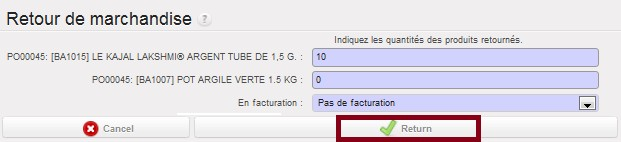 Retour de marchandise ?
Indiquez les quantités des produits retournés.
PO00045: [BA1015] LE KAJAL LAKSHMI® ARGENT TUBE DE 1,5 G. : 10
PO00045: [BA1007] POT ARGILE VERTE 1.5 KG : 0
En facturation : Pas de facturation
Cancel Return